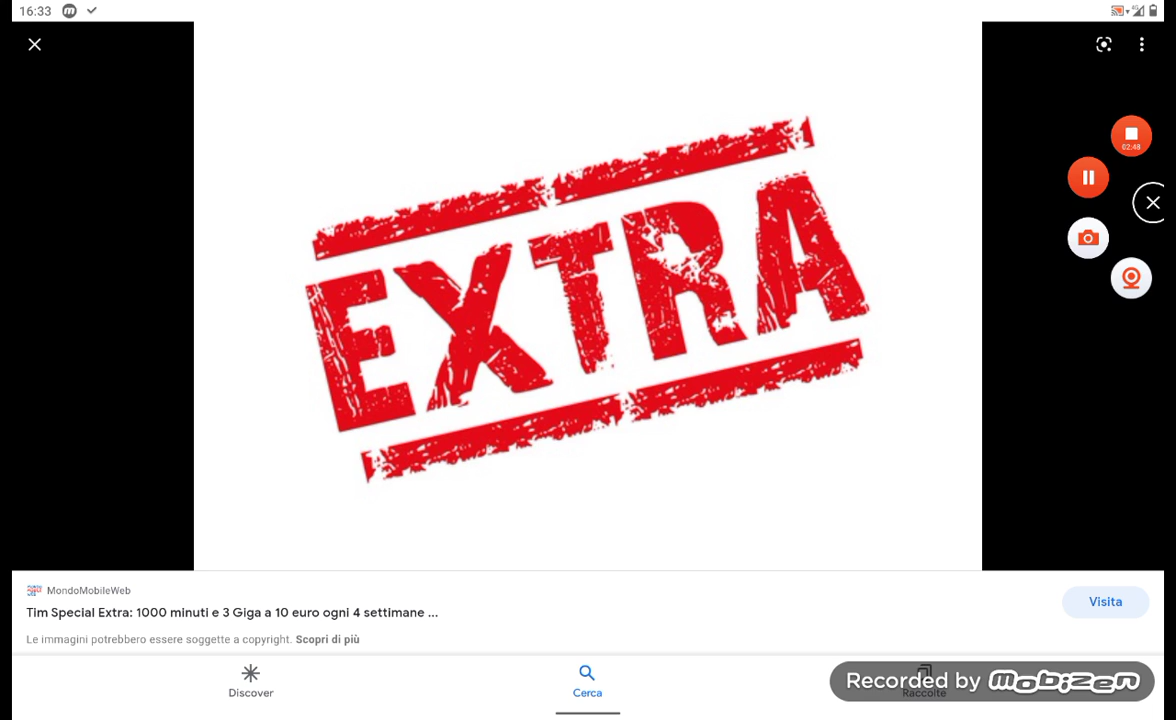 16:33
4G
02:48
EXTRA
MondoMobileWeb
Tim Special Extra: 1000 minuti e 3 Giga a 10 euro ogni 4 settimane ...
Visita
Le immagini potrebbero essere soggette a copyright. Scopri di più
Discover
Cerca
Raccolte
Recorded by mobizen